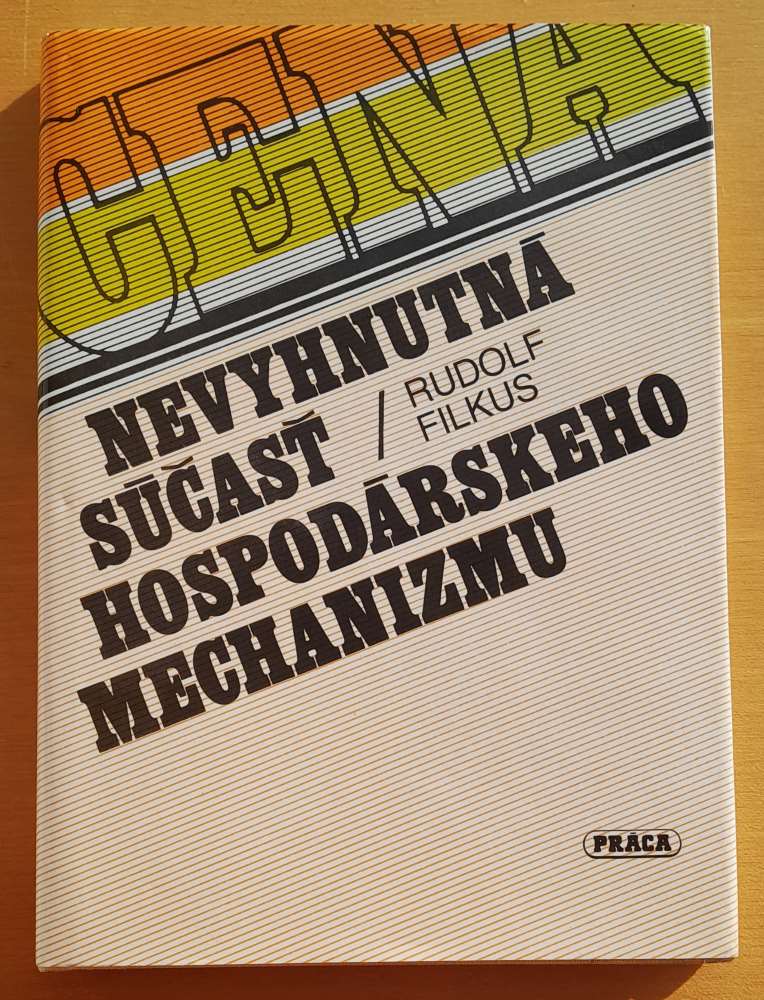 CENA
NEVYHNUTNÁ
SÚČASŤ /
RUDOLF
FILKUS
HOSPODÁRSKEHO
MECHANIZMU
PRÁCA